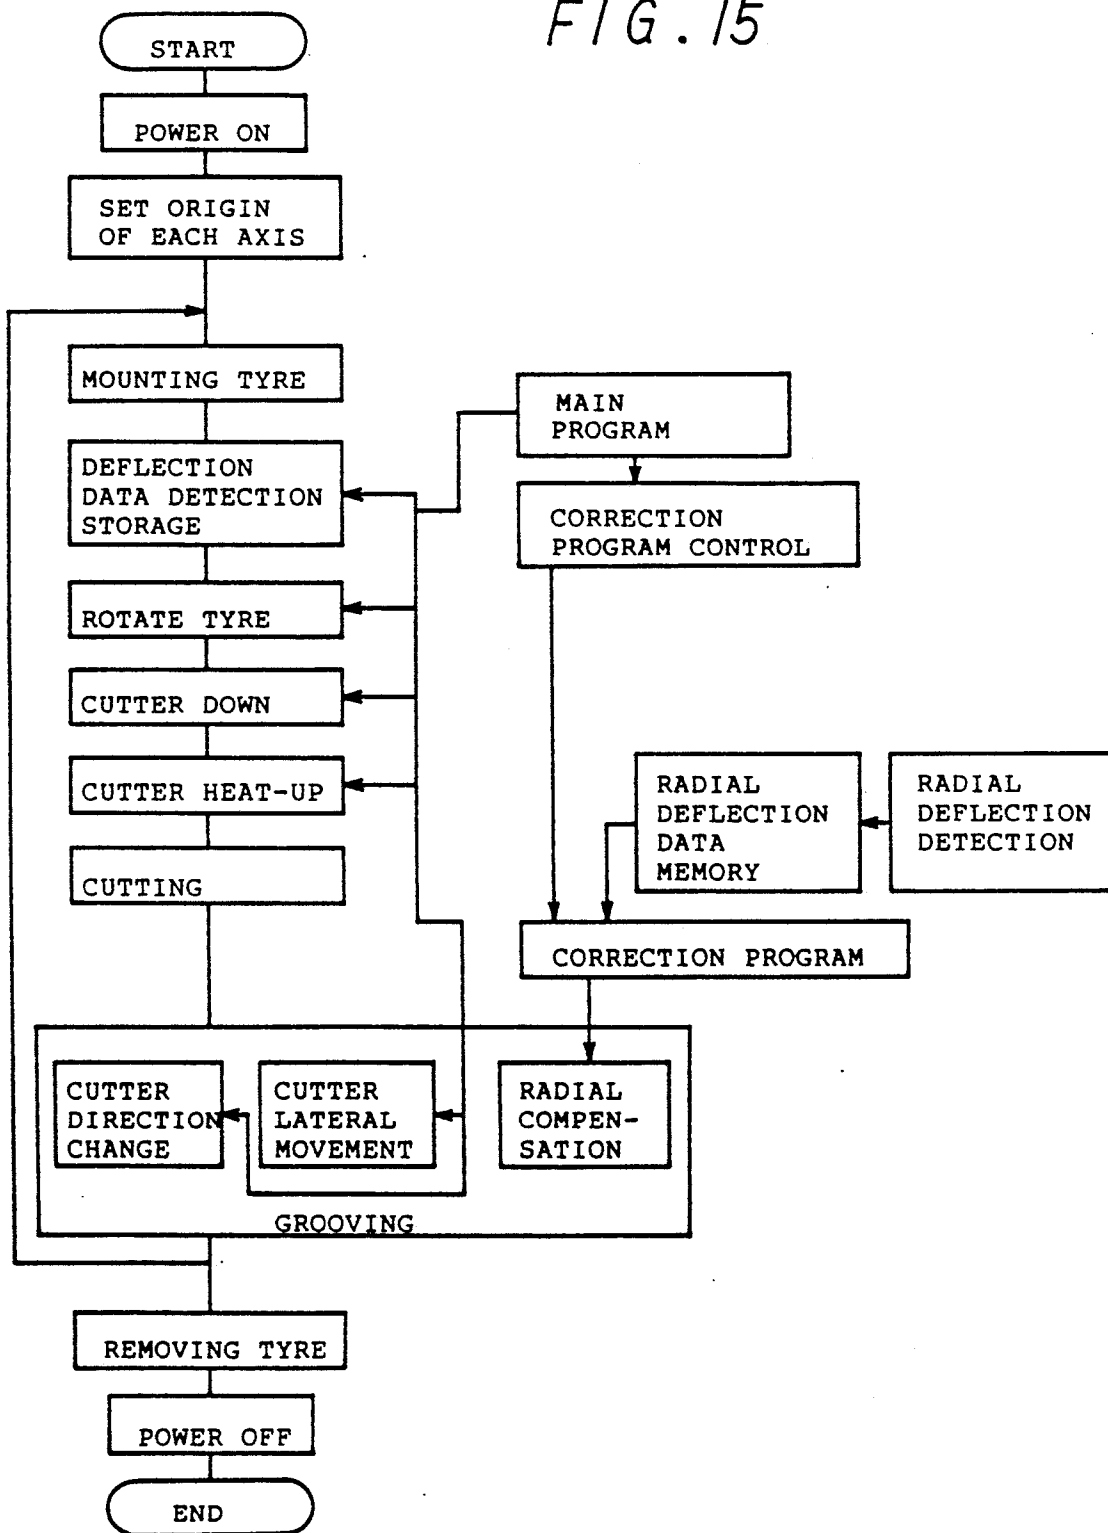 FIG. 15
START
POWER ON
SET ORIGIN
OF EACH AXIS
MOUNTING TYRE
DEFLECTION
DATA DETECTION
STORAGE
ROTATE TYRE
CUTTER DOWN
CUTTER HEAT-UP
CUTTING
MAIN
PROGRAM
CORRECTION
PROGRAM CONTROL
RADIAL
DEFLECTION
DATA
MEMORY
RADIAL
DEFLECTION
DETECTION
CORRECTION PROGRAM
CUTTER
DIRECTION
CHANGE
CUTTER
LATERAL
MOVEMENT
RADIAL
COMPEN-
SATION
GROOVING
REMOVING TYRE
POWER OFF
END